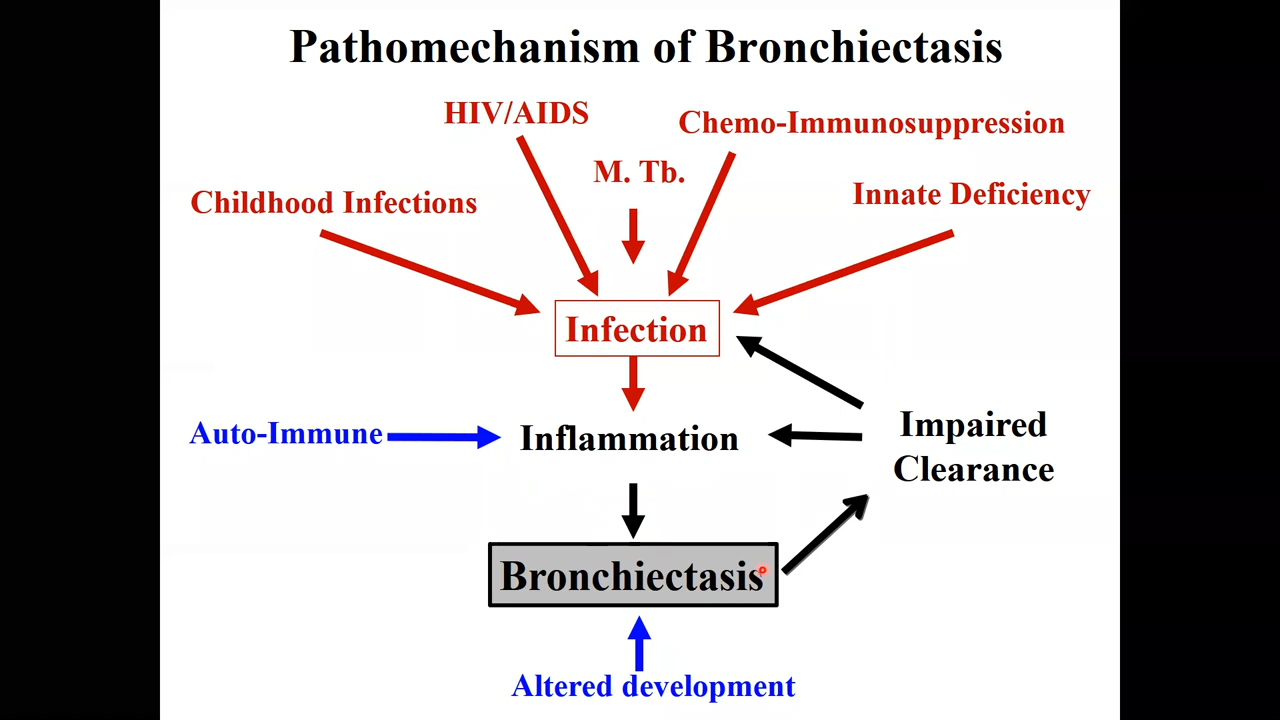 Pathomechanism of Bronchiectasis
HIV/AIDS
Chemo-Immunosuppression
M. Tb.
Childhood Infections
Innate Deficiency
Infection
Auto-Immune
Inflammation
Impaired
Clearance
Bronchiectasis
Altered development